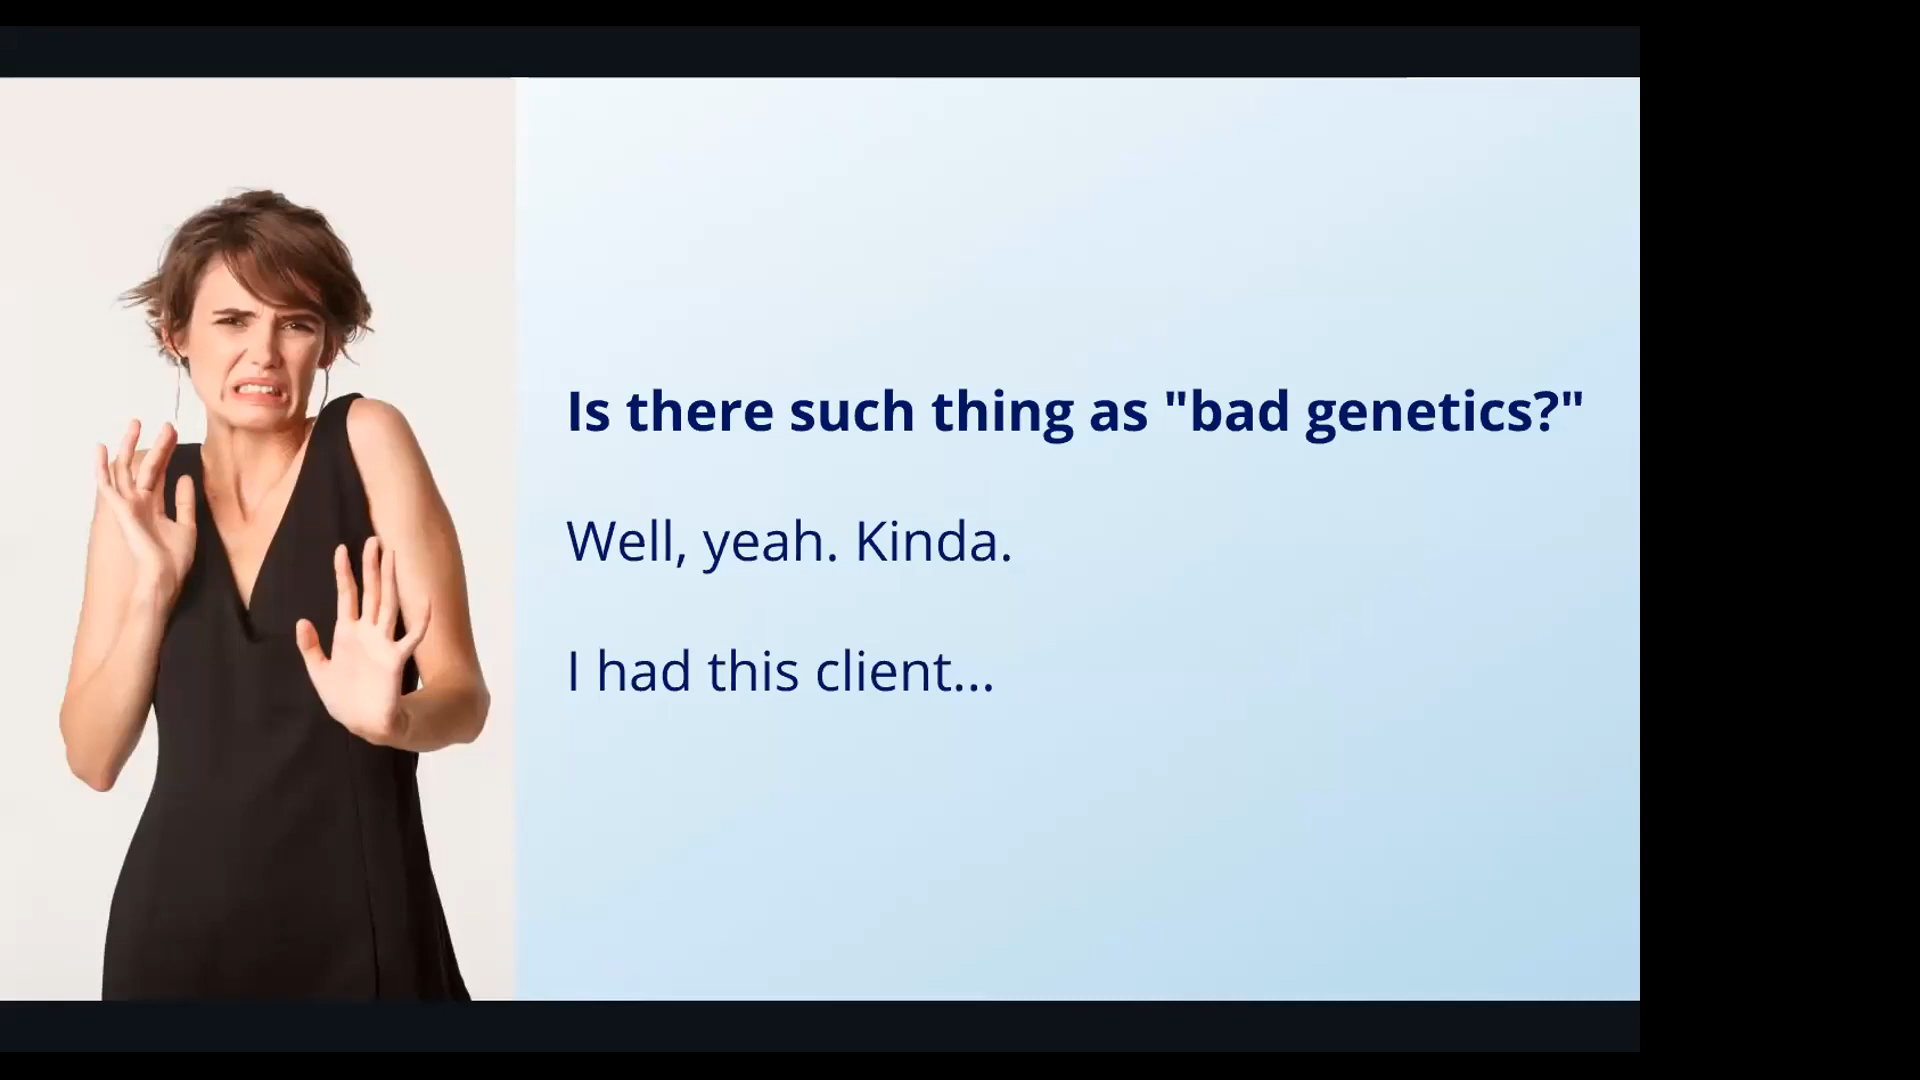 Is there such thing as "bad genetics?"
Well, yeah. Kinda.
I had this client...